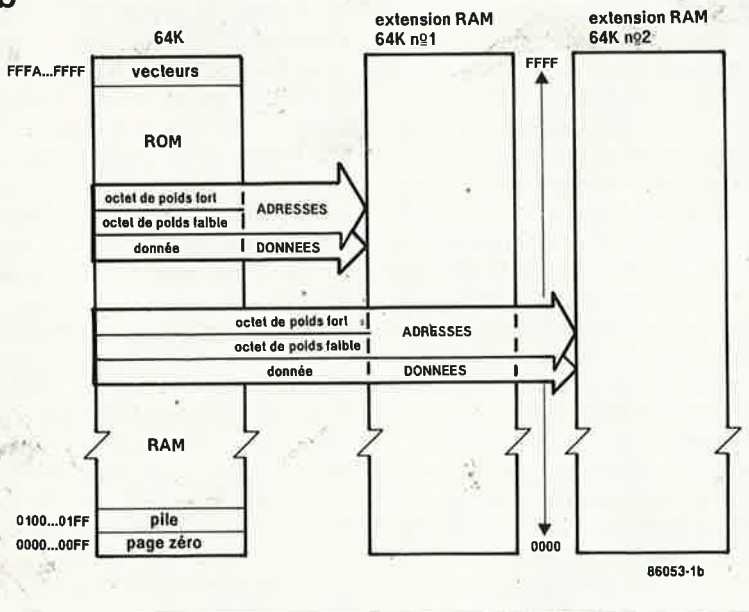 b
64K
extension RAM
64K nº1
extension RAM
64K nº2
FFFA...FFFF
vecteurs
FFFF
ROM
octet de poids fort
octet de poids faible
ADRESSES
donnée
DONNEES
octet de poids fort
octet de poids faible
ADRESSES
donnée
DONNEES
RAM
0100...01FF
pile
0000...00FF
page zéro
0000
86053-1b